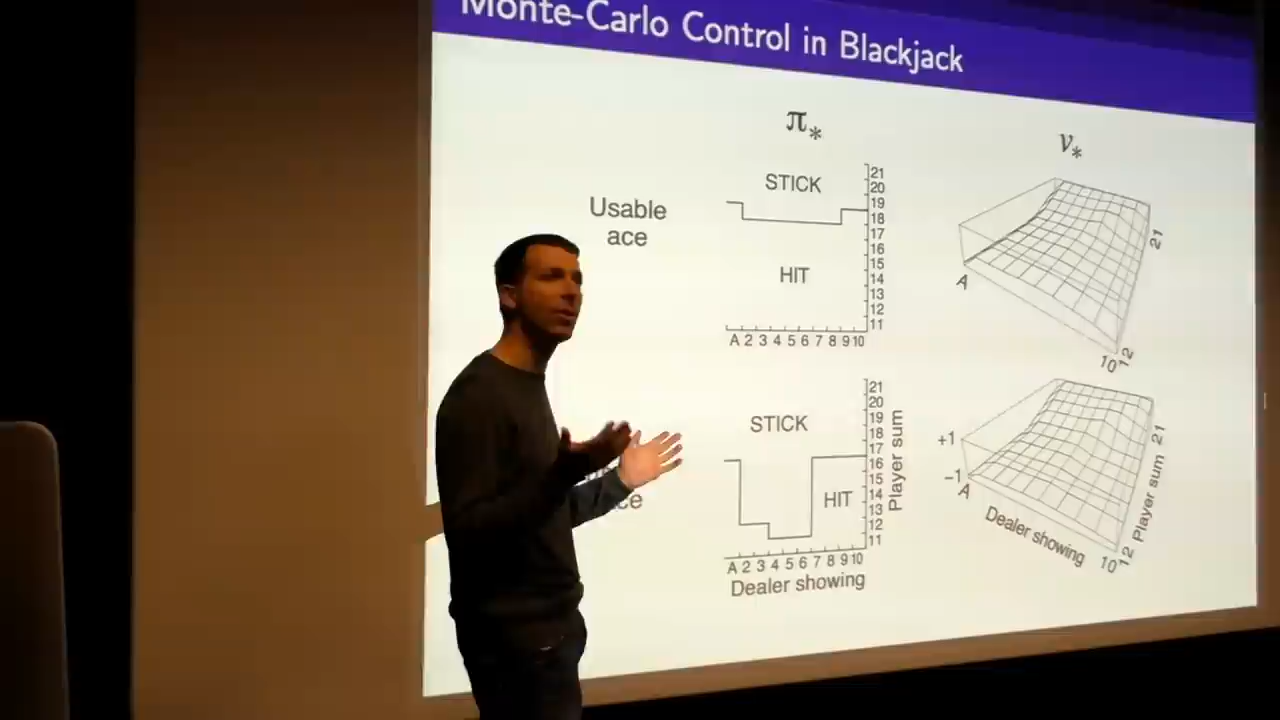 Monte-Carlo Control in Blackjack
π*
v*
Usable
ace
STICK
HIT
21
20
19
18
17
16
15
14
13
12
11
A 2 3 4 5 6 7 8 9 10
A
21
10
12
STICK
HIT
21
20
19
18
17
16
15
14
13
12
11
Player sum
A 2 3 4 5 6 7 8 9 10
Dealer showing
+1
−1
A
Dealer showing
10
12
Player sum
21